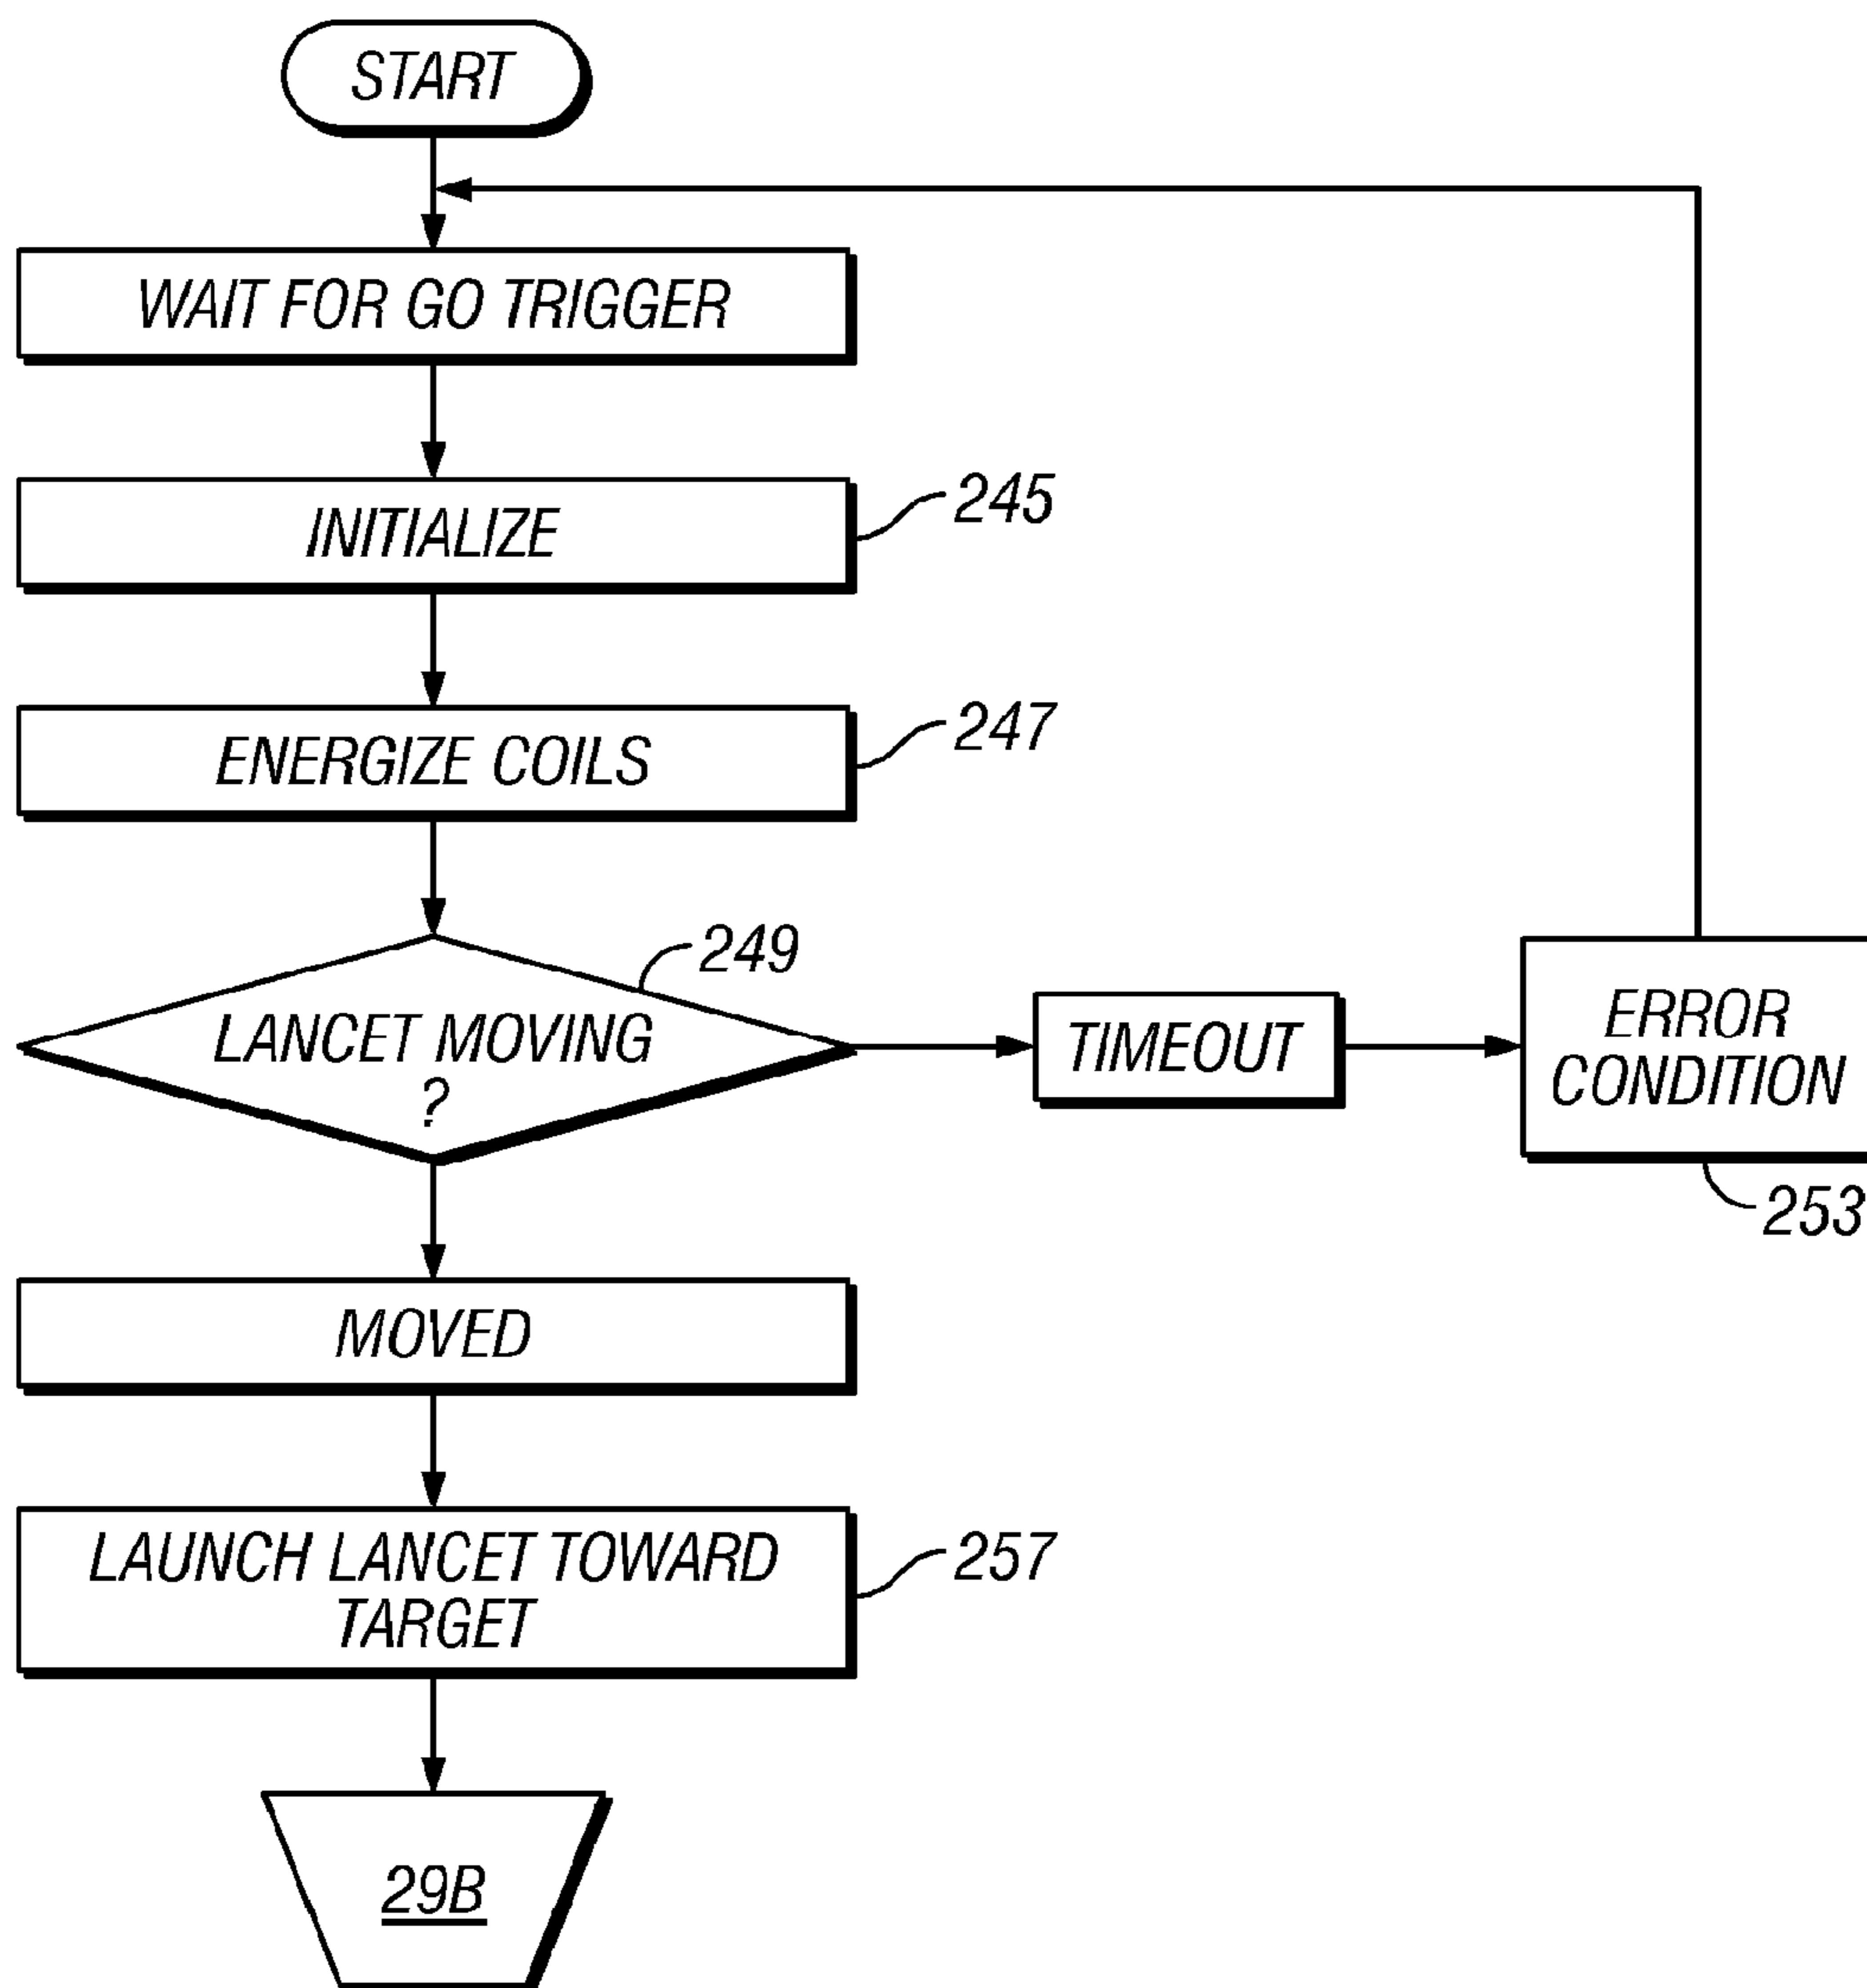 START
WAIT FOR GO TRIGGER
INITIALIZE
245
ENERGIZE COILS
247
249
LANCET MOVING
?
TIMEOUT
ERROR
CONDITION
253
MOVED
LAUNCH LANCET TOWARD
TARGET
257
29B